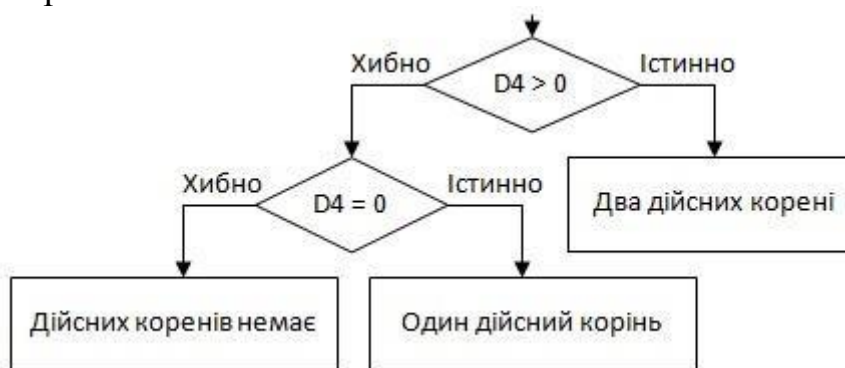 Хибно
Істинно
D4 > 0
Хибно
Істинно
D4 = 0
Два дійсних корені
Дійсних коренів немає
Один дійсний корінь